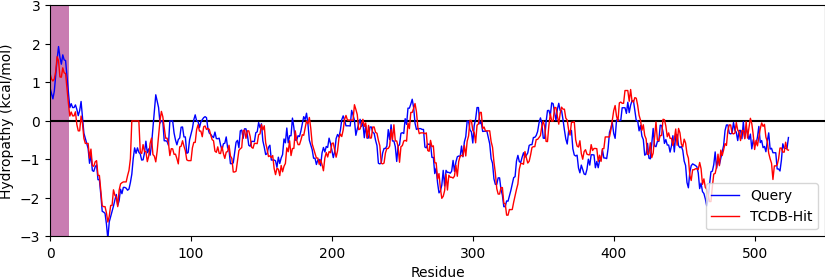 3
2
1
0
−1
−2
−3
Hydropathy (kcal/mol)
Query
TCDB-Hit
0 100 200 300 400 500
Residue